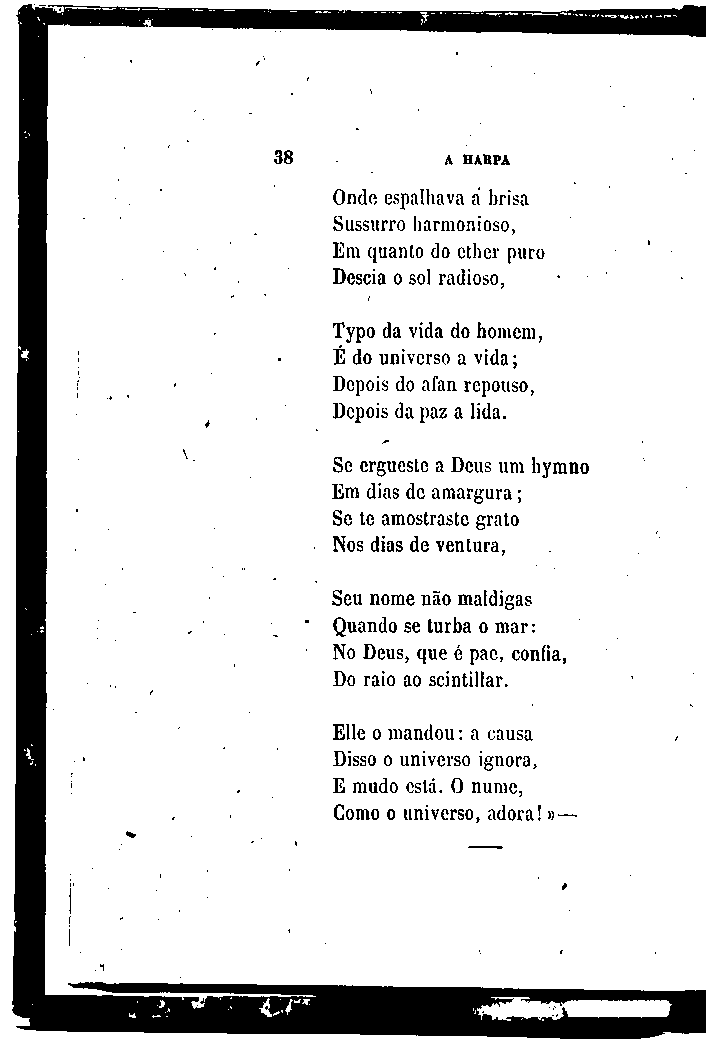 38 A HARPA
Onde espalhava a brisa
Sussurro harmonioso,
Em quanto do ether puro
Descia o sol radioso,
Typo da vida do homem,
É do universo a vida;
Depois do afan repouso,
Depois da paz a lida.
Se ergueste a Deus um hymno
Em dias de amargura;
Se te amostraste grato
Nos dias de ventura,
Seu nome não maldigas
Quando se turba o mar:
No Deus, que é pae, confia,
Do raio ao scintillar.
Elle o mandou: a causa
Disso o universo ignora,
E mudo está. O nume,
Como o universo, adora!»—